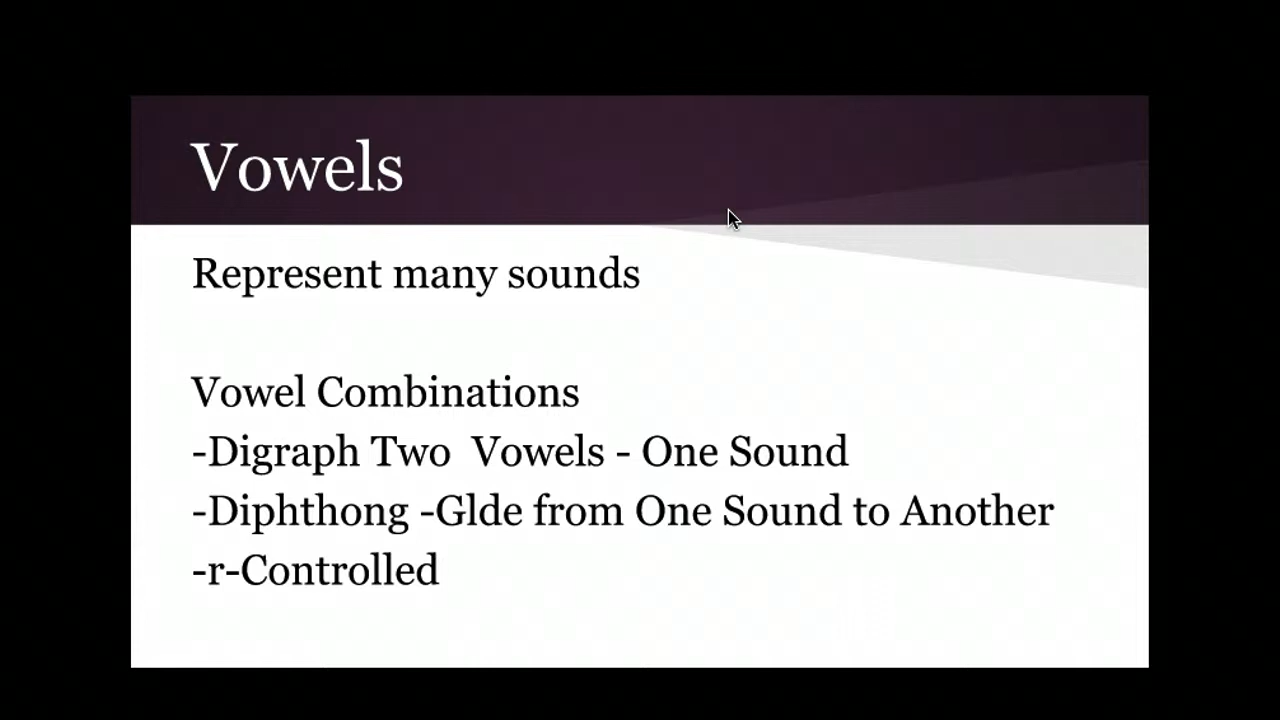 Vowels
Represent many sounds
Vowel Combinations
-Digraph Two  Vowels - One Sound
-Diphthong -Glde from One Sound to Another
-r-Controlled